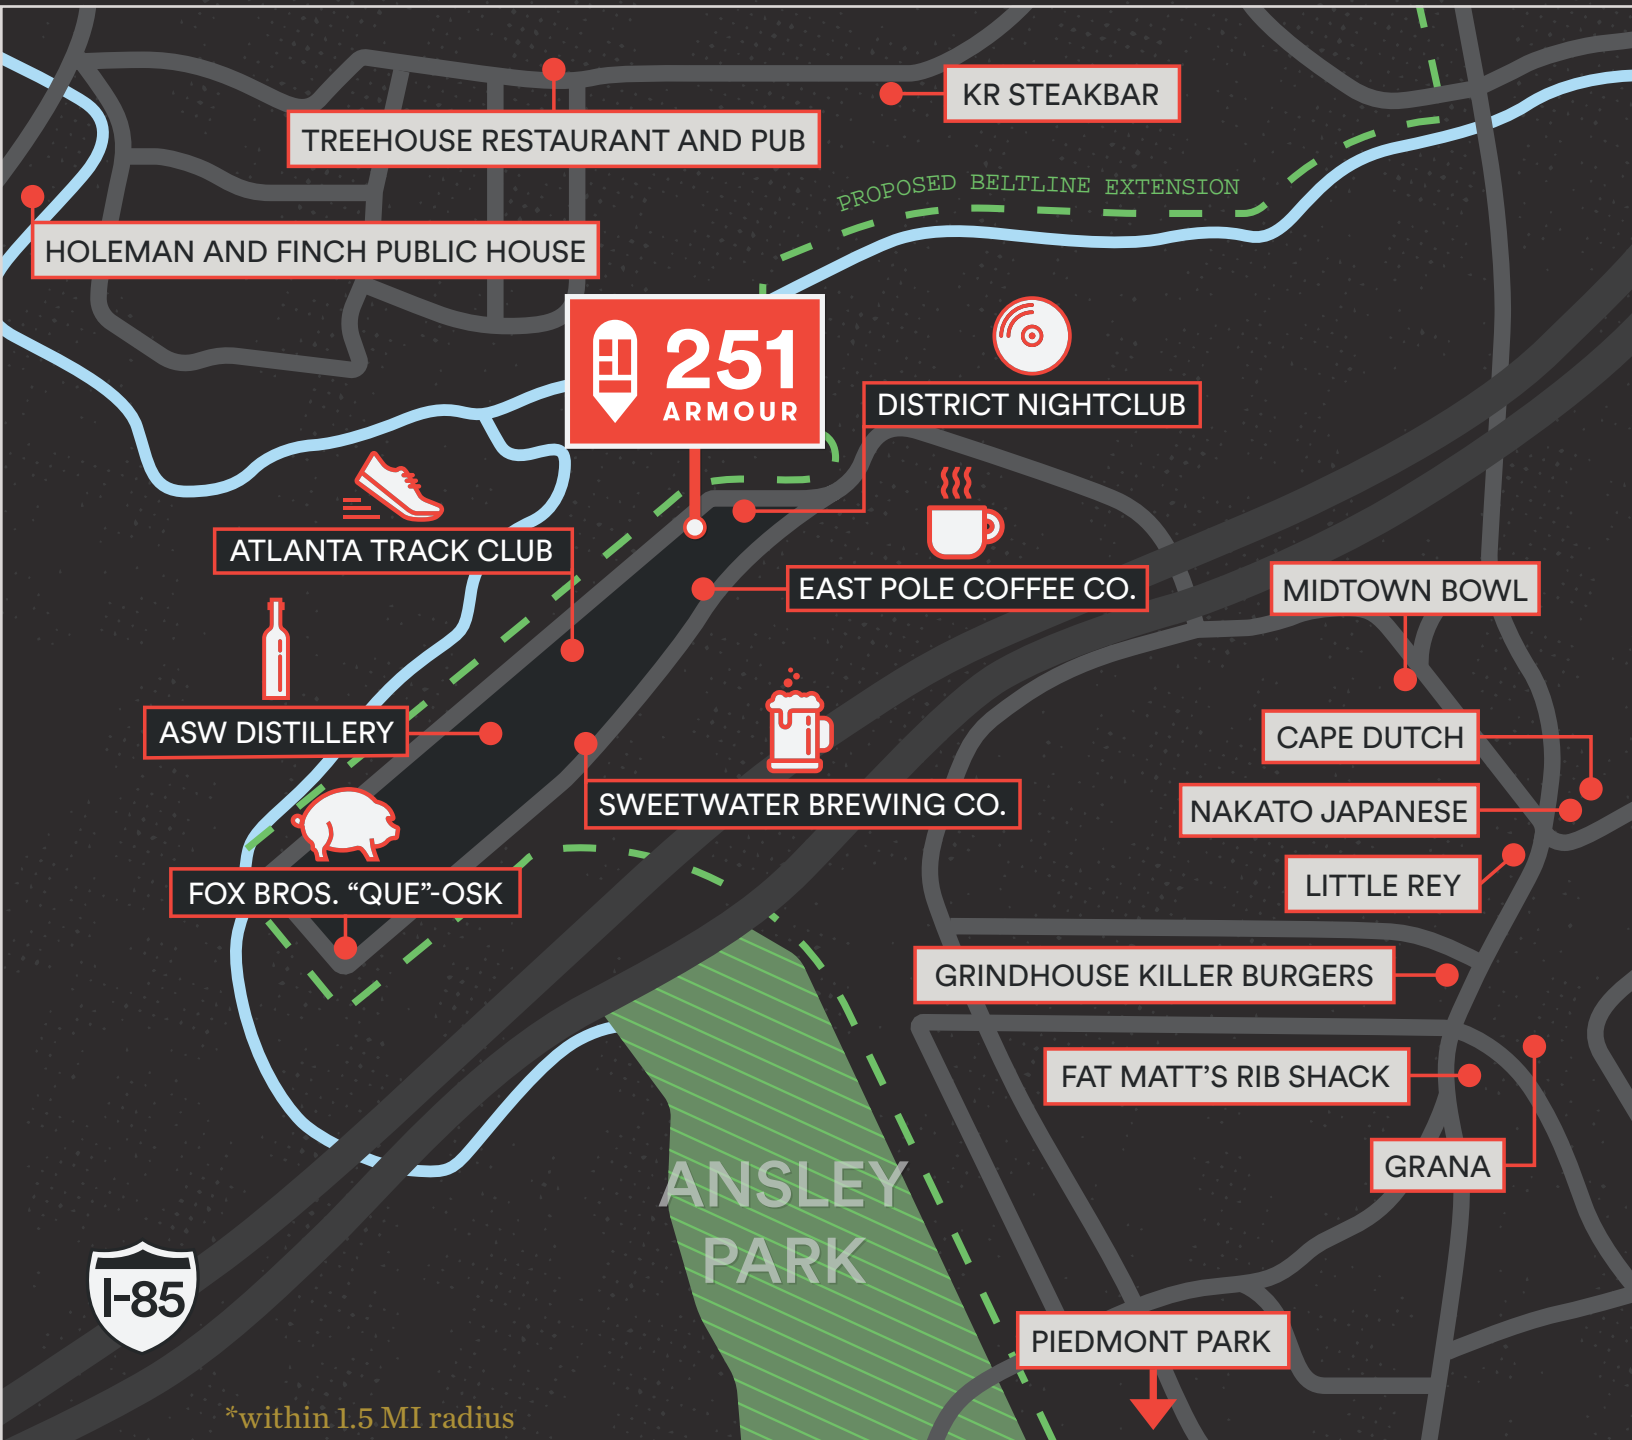 KR STEAKBAR
TREEHOUSE RESTAURANT AND PUB
PROPOSED BELTLINE EXTENSION
HOLEMAN AND FINCH PUBLIC HOUSE
251
ARMOUR
DISTRICT NIGHTCLUB
ATLANTA TRACK CLUB
EAST POLE COFFEE CO.
MIDTOWN BOWL
ASW DISTILLERY
CAPE DUTCH
SWEETWATER BREWING CO.
NAKATO JAPANESE
FOX BROS. “QUE”-OSK
LITTLE REY
GRINDHOUSE KILLER BURGERS
FAT MATT’S RIB SHACK
GRANA
ANSLEY
PARK
I-85
PIEDMONT PARK
*within 1.5 MI radius